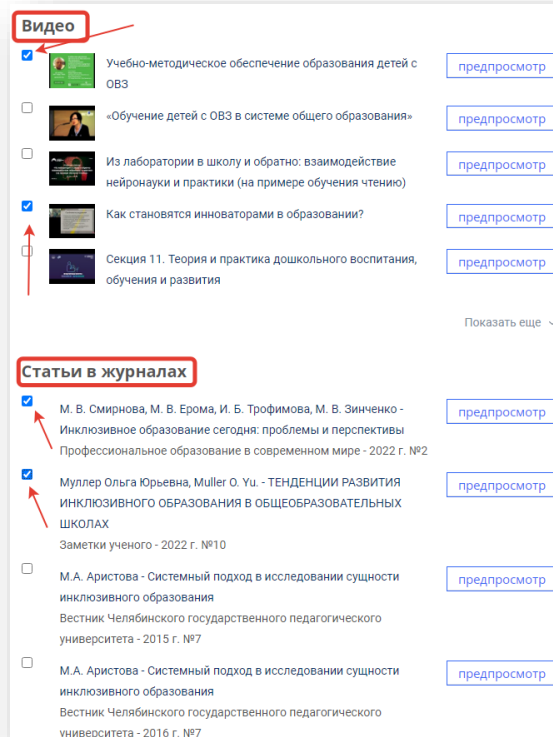 Видео
Учебно-методическое обеспечение образования детей с
ОВЗ
предпросмотр
«Обучение детей с ОВЗ в системе общего образования»
предпросмотр
Из лаборатории в школу и обратно: взаимодействие
нейронауки и практики (на примере обучения чтению)
предпросмотр
Как становятся инноваторами в образовании?
предпросмотр
Секция 11. Теория и практика дошкольного воспитания,
обучения и развития
предпросмотр
Показать еще
Статьи в журналах
М. В. Смирнова, М. В. Ерома, И. Б. Трофимова, М. В. Зинченко -
Инклюзивное образование сегодня: проблемы и перспективы
Профессиональное образование в современном мире - 2022 г. №2
предпросмотр
Муллер Ольга Юрьевна, Muller O. Yu. - ТЕНДЕНЦИИ РАЗВИТИЯ
ИНКЛЮЗИВНОГО ОБРАЗОВАНИЯ В ОБЩЕОБРАЗОВАТЕЛЬНЫХ
ШКОЛАХ
Заметки ученого - 2022 г. №10
предпросмотр
М.А. Аристова - Системный подход в исследовании сущности
инклюзивного образования
Вестник Челябинского государственного педагогического
университета - 2015 г. №7
предпросмотр
М.А. Аристова - Системный подход в исследовании сущности
инклюзивного образования
Вестник Челябинского государственного педагогического
университета - 2016 г. №7
предпросмотр